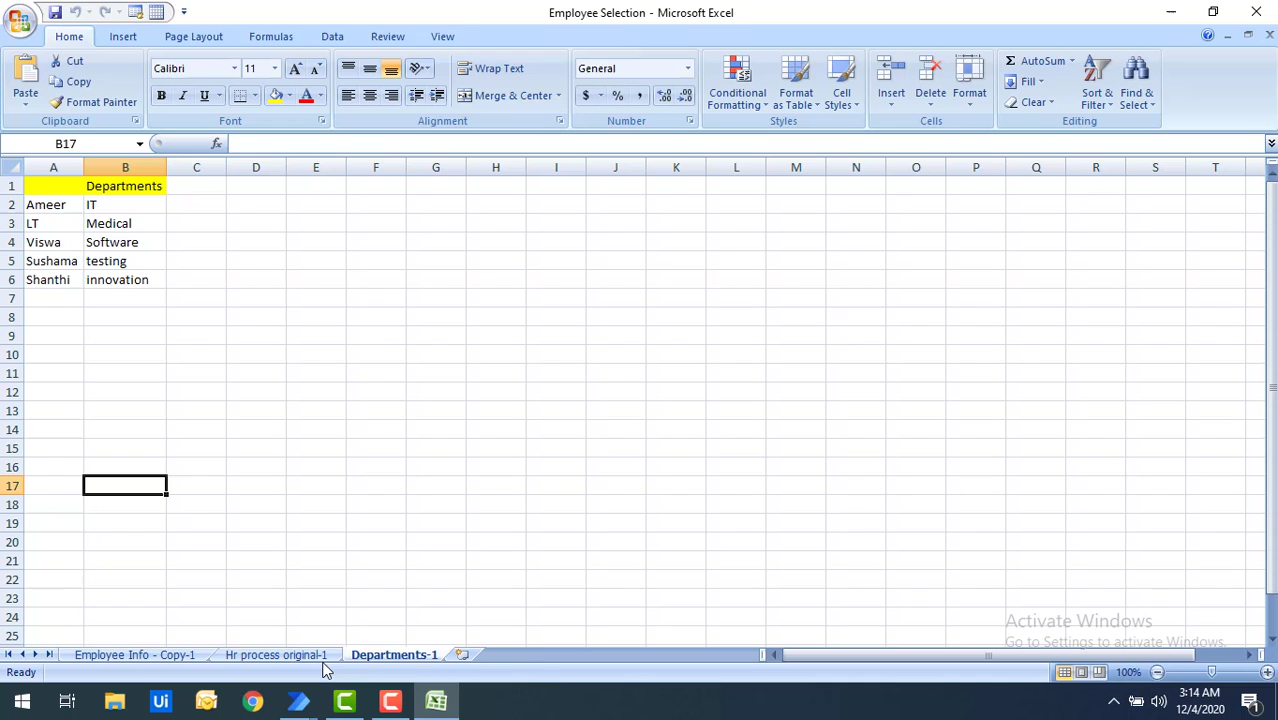 Employee Selection - Microsoft Excel
Home Insert Page Layout Formulas Data Review View
Paste Cut Copy Format Painter Clipboard
Calibri 11 A A B I U A Font
Wrap Text Merge & Center Alignment
General $ % , Number
Conditional Formatting Format as Table Cell Styles Styles
Insert Delete Format Cells
Σ AutoSum Fill Clear Sort & Filter Find & Select Editing
B17 fx
A B C D E F G H I J K L M N O P Q R S T
1 Departments
2 Ameer IT
3 LT Medical
4 Viswa Software
5 Sushama testing
6 Shanthi innovation
7
8
9
10
11
12
13
14
15
16
17
18
19
20
21
22
23
24
25
Activate Windows
Go to Settings to activate Windows.
Employee Info - Copy-1 Hr process original-1 Departments-1
Ready 100%
Ui C C 3:14 AM
12/4/2020 1